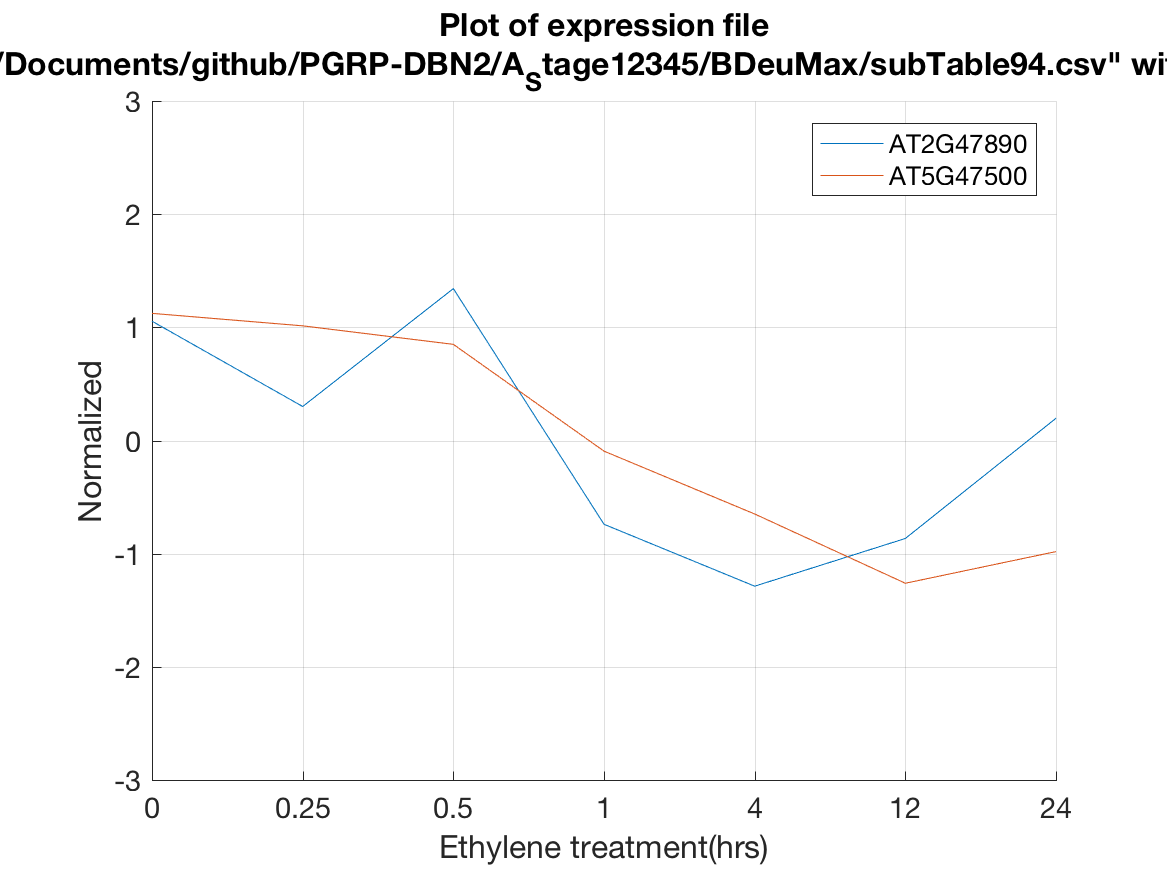 Plot of expression file
/Documents/github/PGRP-DBN2/A_Stage12345/BDeuMax/subTable94.csv"
3
AT2G47890
AT5G47500
2
1
0
-1
-2
-3
Normalized
0 0.25 0.5 1 4 12 24
Ethylene treatment(hrs)